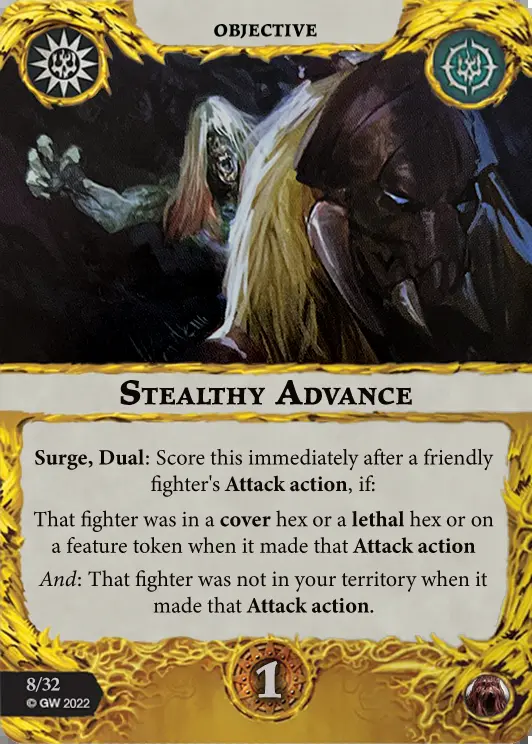 OBJECTIVE
STEALTHY ADVANCE
Surge, Dual: Score this immediately after a friendly
fighter's Attack action, if:
That fighter was in a cover hex or a lethal hex or on
a feature token when it made that Attack action
And: That fighter was not in your territory when it
made that Attack action.
1
8/32
© GW 2022